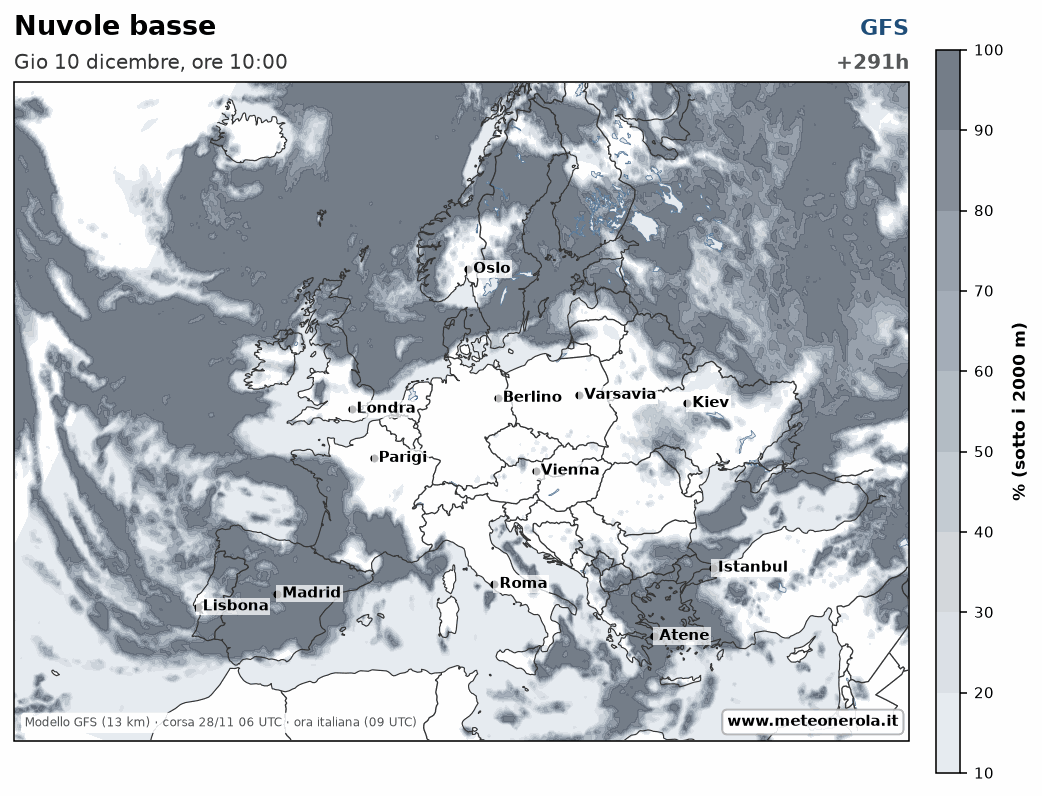 Nuvole basse
GFS
Gio 10 dicembre, ore 10:00
+291h
100
90
80
70
60
50
40
30
20
10
% (sotto i 2000 m)
Oslo
Londra
Berlino
Varsavia
Kiev
Parigi
Vienna
Istanbul
Roma
Madrid
Lisbona
Atene
Modello GFS (13 km) · corsa 28/11 06 UTC · ora italiana (09 UTC)
www.meteonerola.it